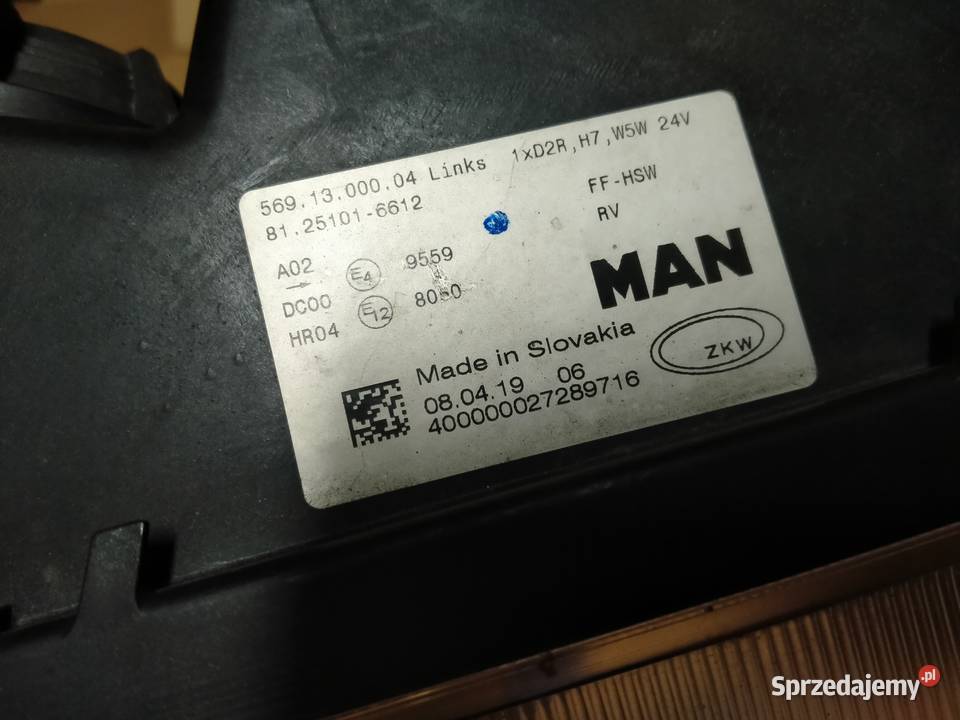 569.13.000.04 Links 1xD2R,H7,W5W 24V
81.25101-6612 FF-HSW
RV
A02 E4 9559
DC00
HR04 E12 8080
MAN
Made in Slovakia
08.04.19 06
400000027289716
ZKW
Sprzedajemy.pl